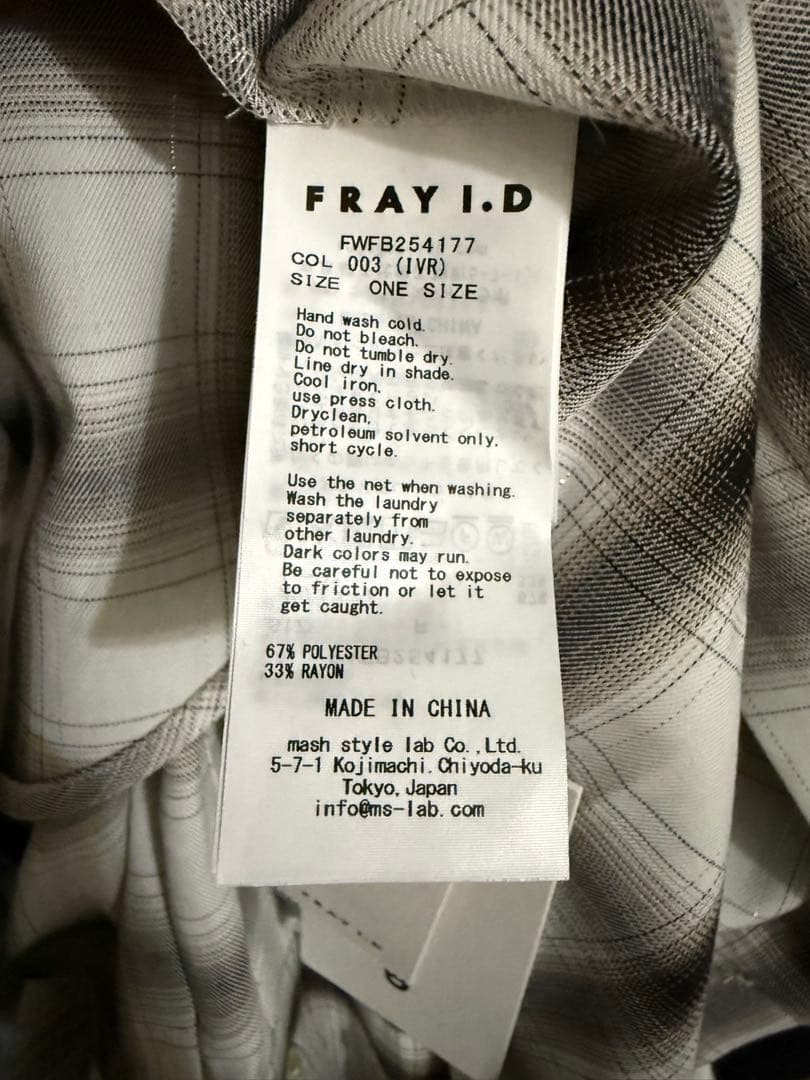 FRAY I.D
FWFB254177
COL 003 (IVR)
SIZE ONE SIZE
Hand wash cold.
Do not bleach.
Do not tumble dry.
Line dry in shade.
Cool iron.
use press cloth.
Dryclean,
petroleum solvent only.
short cycle.
Use the net when washing.
Wash the laundry
separately from
other laundry.
Dark colors may run.
Be careful not to expose
to friction or let it
get caught.
67% POLYESTER
33% RAYON
MADE IN CHINA
mash style lab Co.,Ltd.
5-7-1 Kojimachi.Chiyoda-ku
Tokyo, Japan
info@ms-lab.com